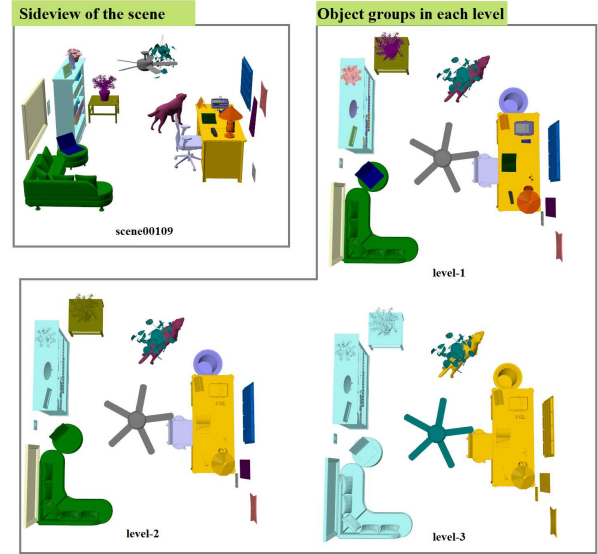 Sideview of the scene
Object groups in each level
scene00109
level-1
level-2
level-3